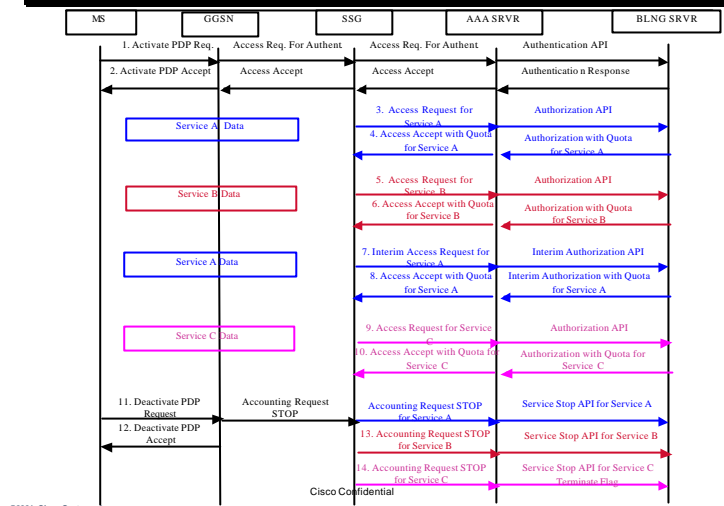 MS GGSN SSG AAA SRVR BLNG SRVR
1. Activate PDP Req. Access Req. For Authent. Access Req. For Authent. Authentication API
2. Activate PDP Accept Access Accept Access Accept Authentication Response
3. Access Request for Service A Authorization API
Service A Data
4. Access Accept with Quota for Service A Authorization with Quota for Service A
5. Access Request for Service B Authorization API
Service B Data
6. Access Accept with Quota for Service B Authorization with Quota for Service B
7. Interim Access Request for Service A Interim Authorization API
Service A Data
8. Access Accept with Quota for Service A Interim Authorization with Quota for Service A
9. Access Request for Service C Authorization API
Service C Data
10. Access Accept with Quota for Service C Authorization with Quota for Service C
11. Deactivate PDP Request Accounting Request STOP Accounting Request STOP for Service A Service Stop API for Service A
12. Deactivate PDP Accept
13. Accounting Request STOP for Service B Service Stop API for Service B
14. Accounting Request STOP for Service C Service Stop API for Service C Terminate Flag
Cisco Confidential